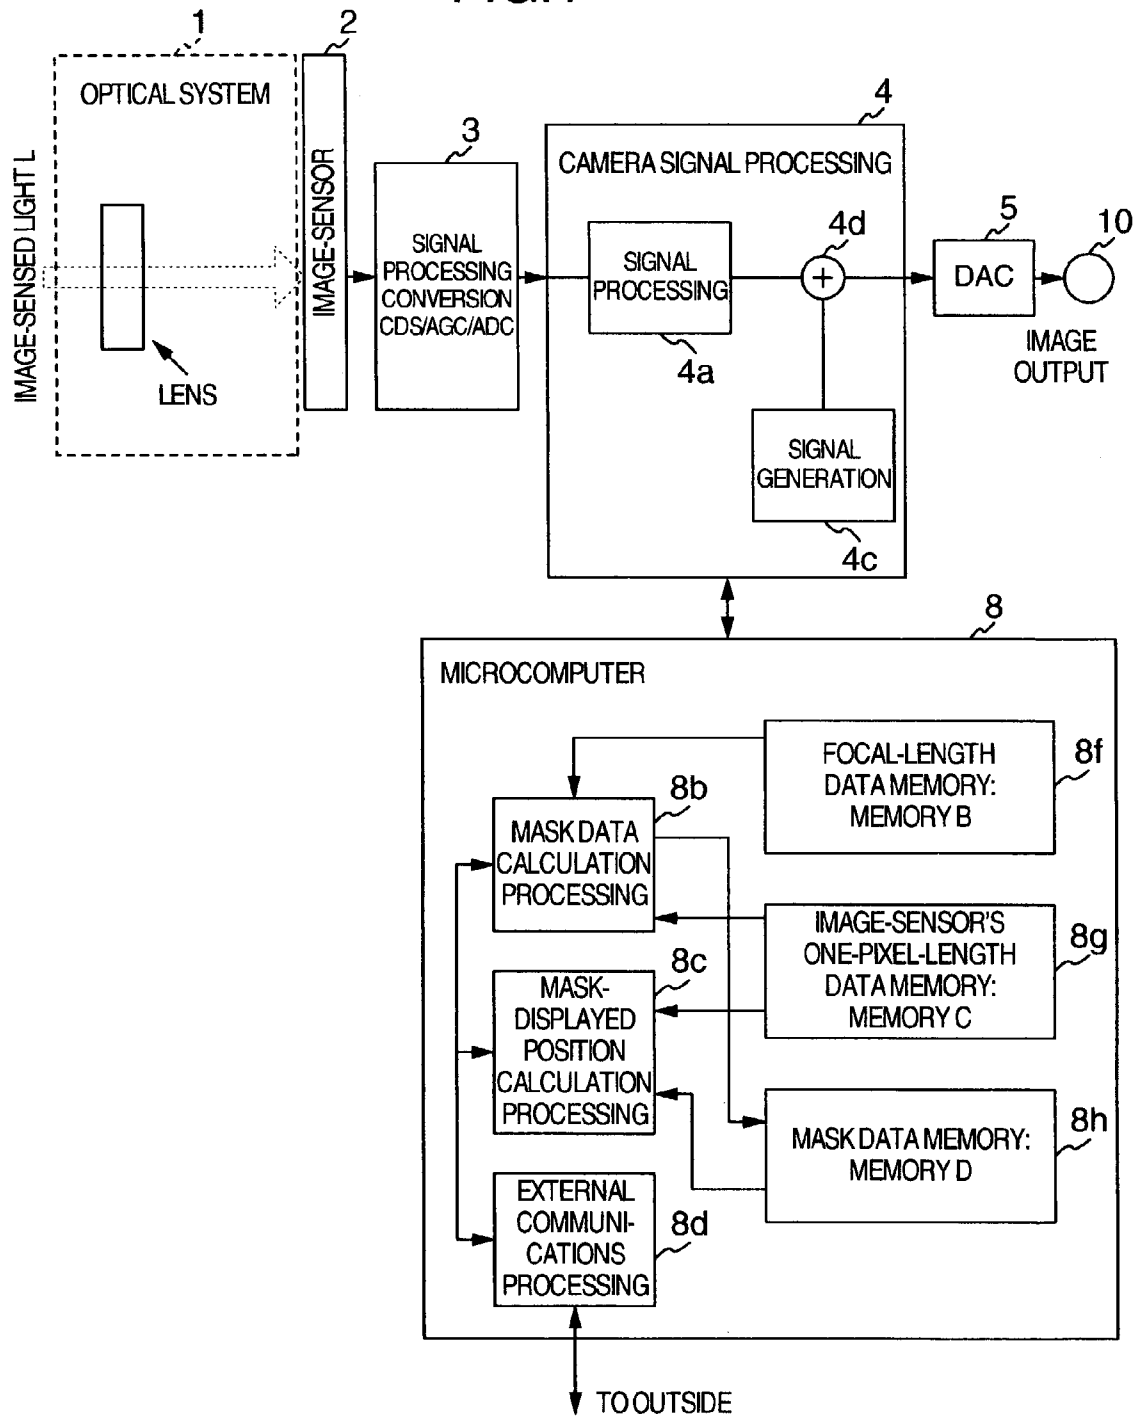 1
2
OPTICAL SYSTEM
IMAGE-SENSED LIGHT L
LENS
IMAGE-SENSOR
3
SIGNAL
PROCESSING
CONVERSION
CDS/AGC/ADC
4
CAMERA SIGNAL PROCESSING
SIGNAL
PROCESSING
4a
4d
+
SIGNAL
GENERATION
4c
5
DAC
10
IMAGE
OUTPUT
8
MICROCOMPUTER
FOCAL-LENGTH
DATA MEMORY:
MEMORY B
8f
8b
MASK DATA
CALCULATION
PROCESSING
IMAGE-SENSOR'S
ONE-PIXEL-LENGTH
DATA MEMORY:
MEMORY C
8g
8c
MASK-
DISPLAYED
POSITION
CALCULATION
PROCESSING
MASK DATA MEMORY:
MEMORY D
8h
EXTERNAL
COMMUNI-
CATIONS
PROCESSING
8d
TO OUTSIDE